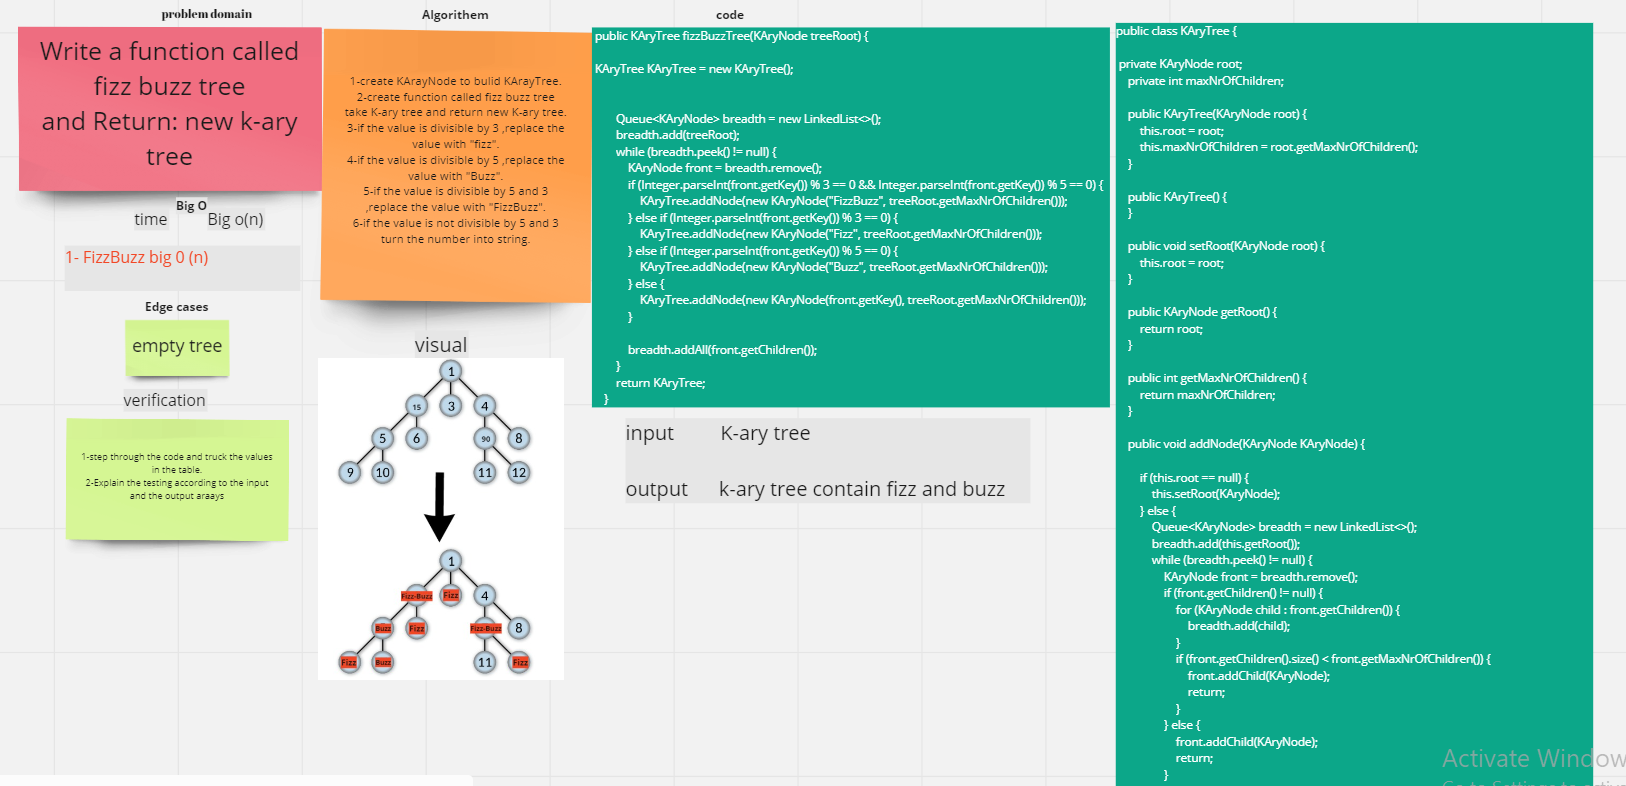 problem domain
Write a function called
fizz buzz tree
and Return: new k-ary
tree
Big O
time
Big o(n)
1- FizzBuzz big 0 (n)
Edge cases
empty tree
verification
1-step through the code and truck the values
in the table.
2-Explain the testing according to the input
and the output araays
Algorithem
1-create KArayNode to bulid KArayTree.
2-create function called fizz buzz tree
take K-ary tree and return new K-ary tree.
3-if the value is divisible by 3 ,replace the
value with "fizz".
4-if the value is divisible by 5 ,replace the
value with "Buzz".
5-if the value is divisible by 5 and 3
,replace the value with "FizzBuzz".
6-if the value is not divisible by 5 and 3
turn the number into string.
visual
1
15 3 4
5 6 90 8
9 10 11 12
1
Fizz-Buzz Fizz 4
Buzz Fizz Fizz-Buzz 8
Fizz Buzz 11 Fizz
code
public KAryTree fizzBuzzTree(KAryNode treeRoot) {
KAryTree KAryTree = new KAryTree();
Queue<KAryNode> breadth = new LinkedList<>();
breadth.add(treeRoot);
while (breadth.peek() != null) {
KAryNode front = breadth.remove();
if (Integer.parseInt(front.getKey()) % 3 == 0 && Integer.parseInt(front.getKey()) % 5 == 0) {
KAryTree.addNode(new KAryNode("FizzBuzz", treeRoot.getMaxNrOfChildren()));
} else if (Integer.parseInt(front.getKey()) % 3 == 0) {
KAryTree.addNode(new KAryNode("Fizz", treeRoot.getMaxNrOfChildren()));
} else if (Integer.parseInt(front.getKey()) % 5 == 0) {
KAryTree.addNode(new KAryNode("Buzz", treeRoot.getMaxNrOfChildren()));
} else {
KAryTree.addNode(new KAryNode(front.getKey(), treeRoot.getMaxNrOfChildren()));
}
breadth.addAll(front.getChildren());
}
return KAryTree;
}
input K-ary tree
output k-ary tree contain fizz and buzz
public class KAryTree {
private KAryNode root;
private int maxNrOfChildren;
public KAryTree(KAryNode root) {
this.root = root;
this.maxNrOfChildren = root.getMaxNrOfChildren();
}
public KAryTree() {
}
public void setRoot(KAryNode root) {
this.root = root;
}
public KAryNode getRoot() {
return root;
}
public int getMaxNrOfChildren() {
return maxNrOfChildren;
}
public void addNode(KAryNode KAryNode) {
if (this.root == null) {
this.setRoot(KAryNode);
} else {
Queue<KAryNode> breadth = new LinkedList<>();
breadth.add(this.getRoot());
while (breadth.peek() != null) {
KAryNode front = breadth.remove();
if (front.getChildren() != null) {
for (KAryNode child : front.getChildren()) {
breadth.add(child);
}
if (front.getChildren().size() < front.getMaxNrOfChildren()) {
front.addChild(KAryNode);
return;
}
} else {
front.addChild(KAryNode);
return;
}
Activate Window